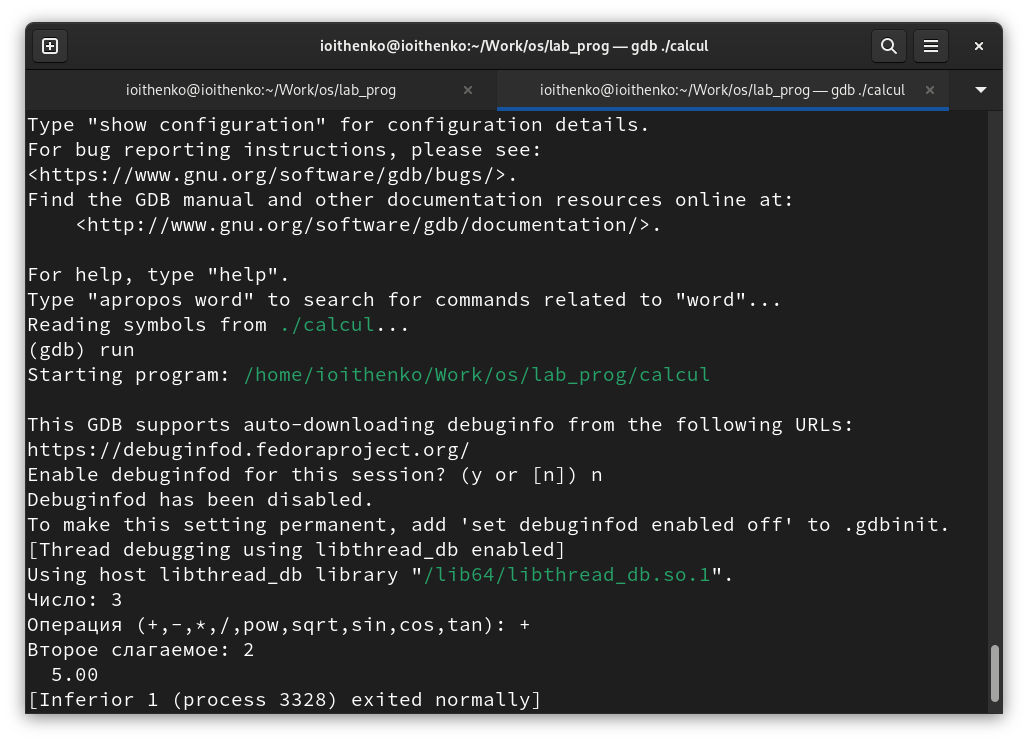 ioithenko@ioithenko:~/Work/os/lab_prog — gdb ./calcul
ioithenko@ioithenko:~/Work/os/lab_prog
ioithenko@ioithenko:~/Work/os/lab_prog — gdb ./calcul
Type "show configuration" for configuration details.
For bug reporting instructions, please see:
<https://www.gnu.org/software/gdb/bugs/>.
Find the GDB manual and other documentation resources online at:
    <http://www.gnu.org/software/gdb/documentation/>.

For help, type "help".
Type "apropos word" to search for commands related to "word"...
Reading symbols from ./calcul...
(gdb) run
Starting program: /home/ioithenko/Work/os/lab_prog/calcul

This GDB supports auto-downloading debuginfo from the following URLs:
https://debuginfod.fedoraproject.org/
Enable debuginfod for this session? (y or [n]) n
Debuginfod has been disabled.
To make this setting permanent, add 'set debuginfod enabled off' to .gdbinit.
[Thread debugging using libthread_db enabled]
Using host libthread_db library "/lib64/libthread_db.so.1".
Число: 3
Операция (+,-,*,/,pow,sqrt,sin,cos,tan): +
Второе слагаемое: 2
  5.00
[Inferior 1 (process 3328) exited normally]